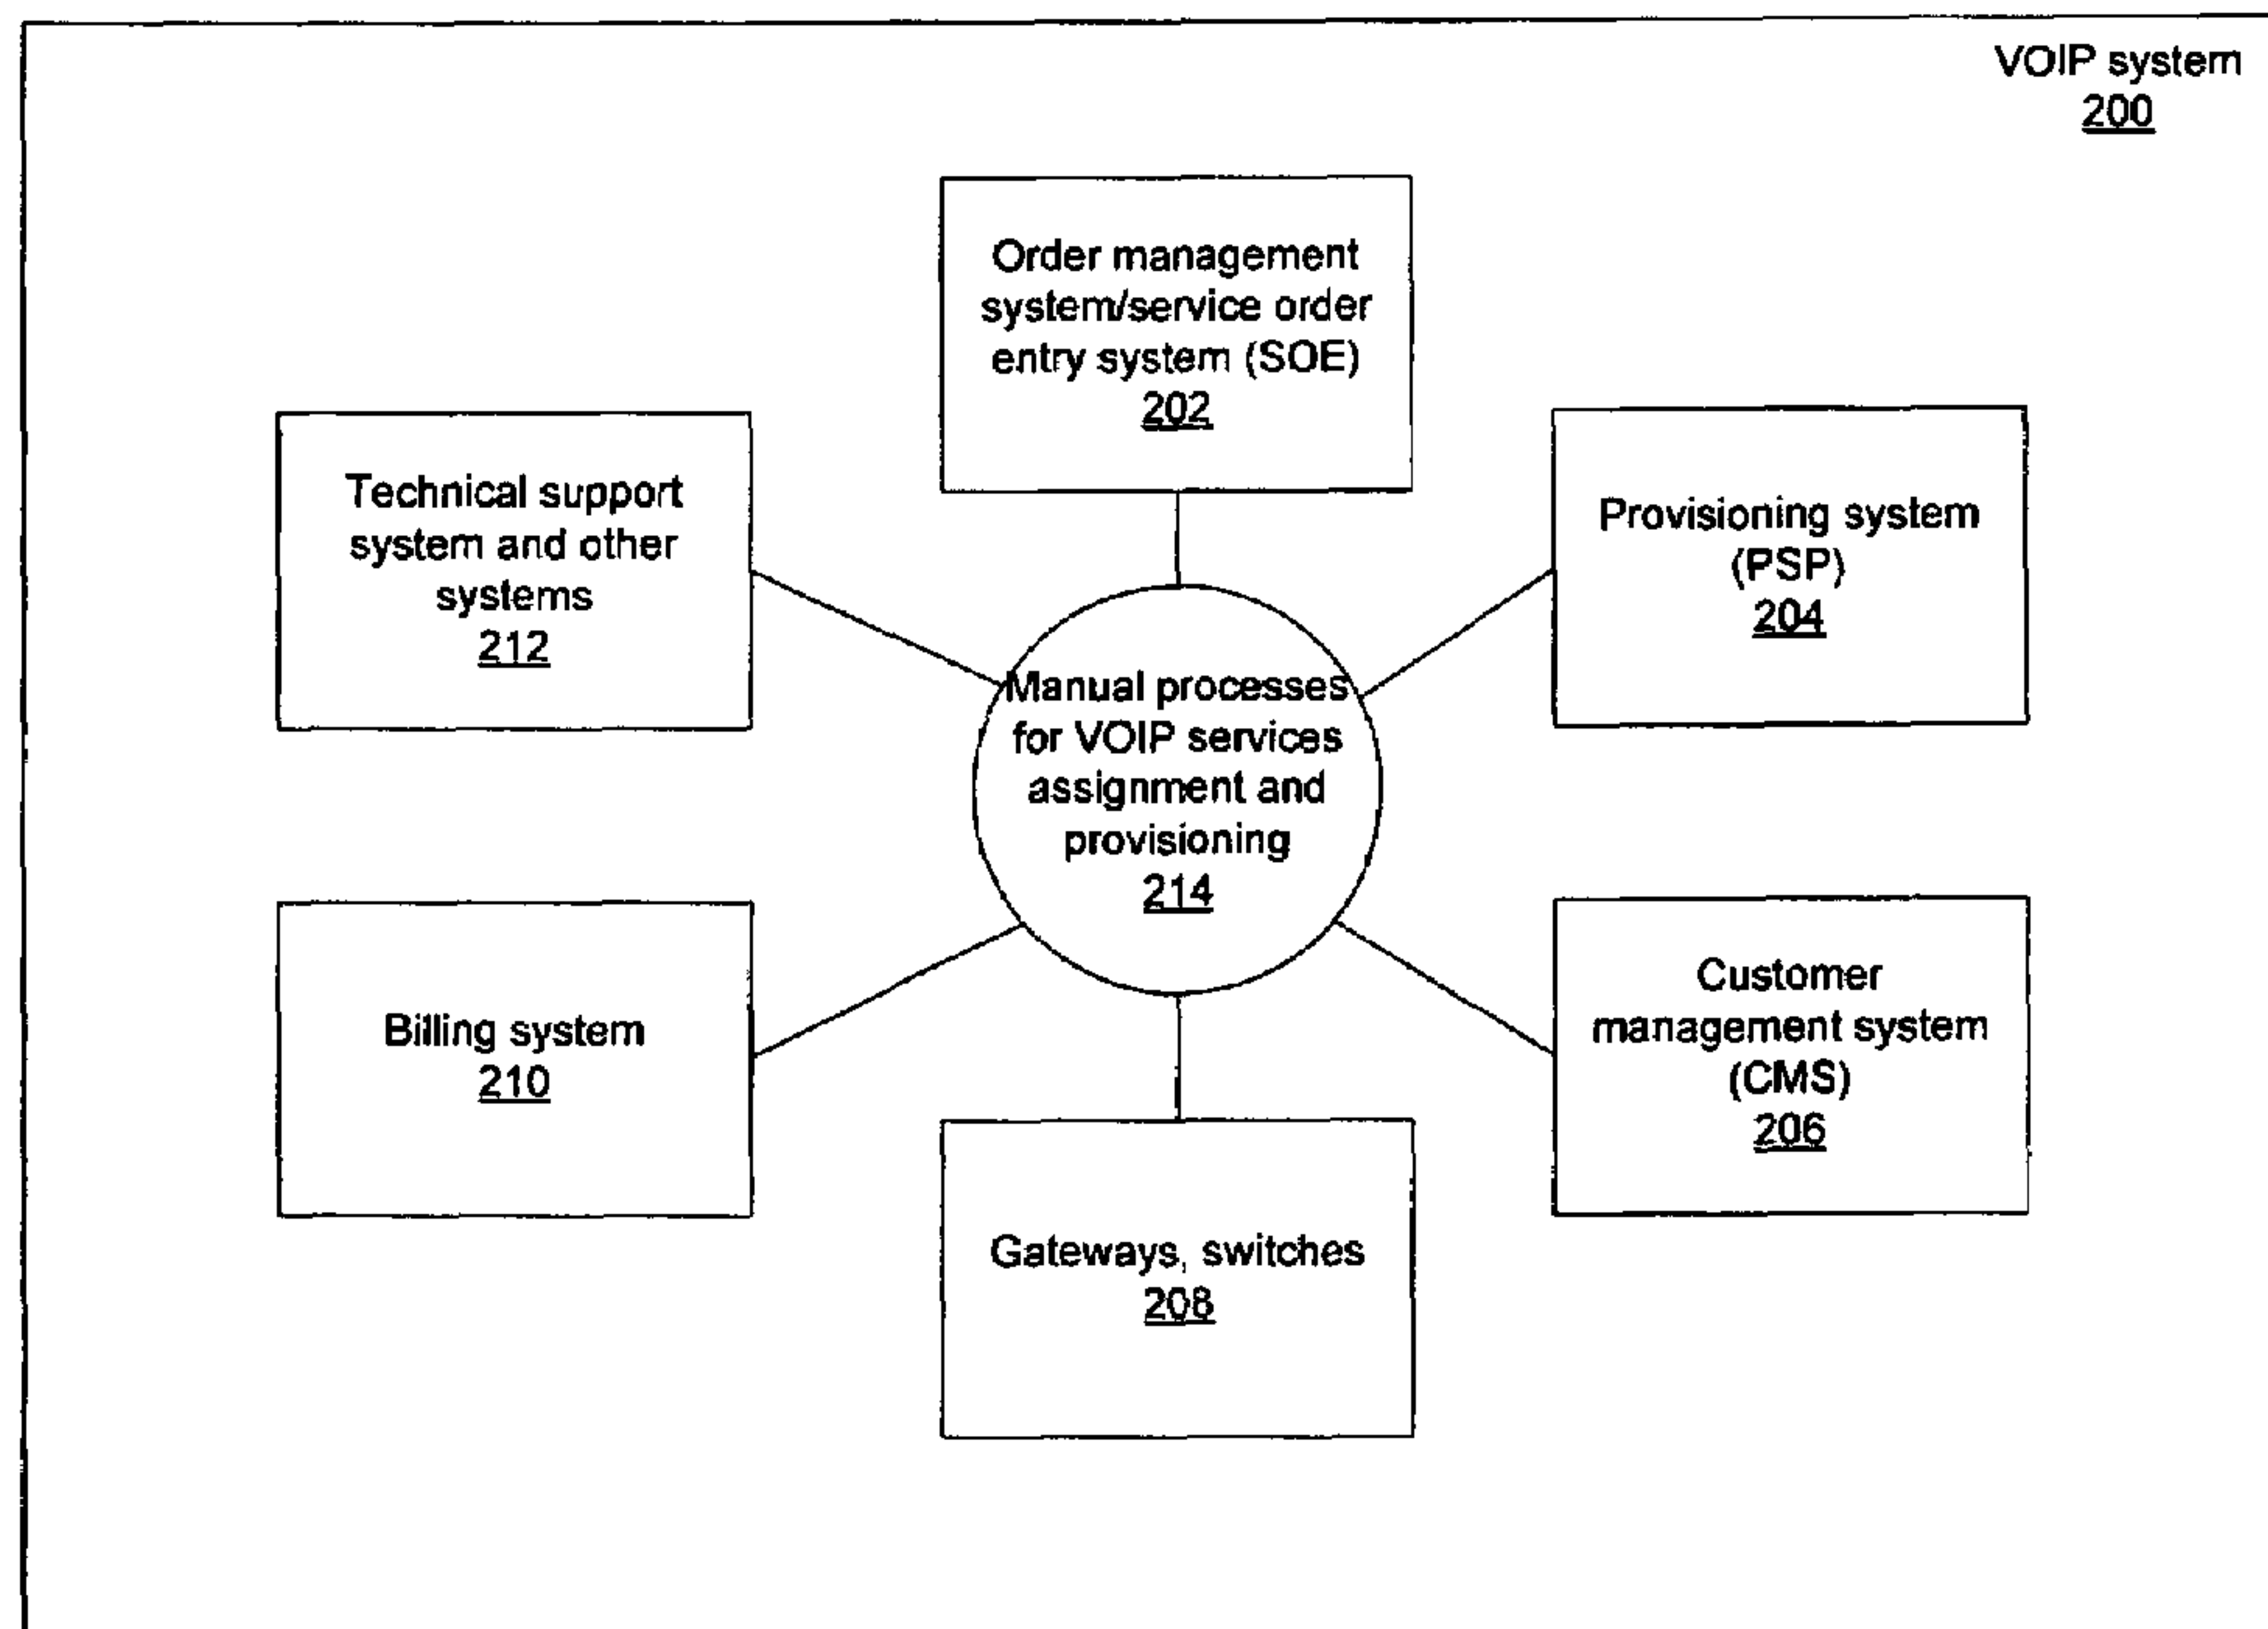 VOIP system
200
Order management
system/service order
entry system (SOE)
202
Technical support
system and other
systems
212
Provisioning system
(PSP)
204
Manual processes
for VOIP services
assignment and
provisioning
214
Billing system
210
Customer
management system
(CMS)
206
Gateways, switches
208